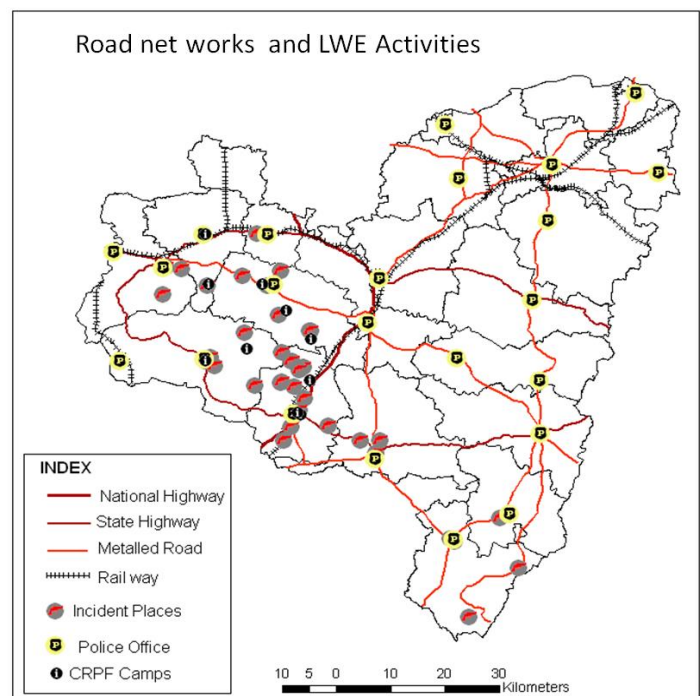 Road net works and LWE Activities
INDEX
National Highway
State Highway
Metalled Road
Rail way
Incident Places
Police Office
CRPF Camps
10 5 0 10 20 30
Kilometers